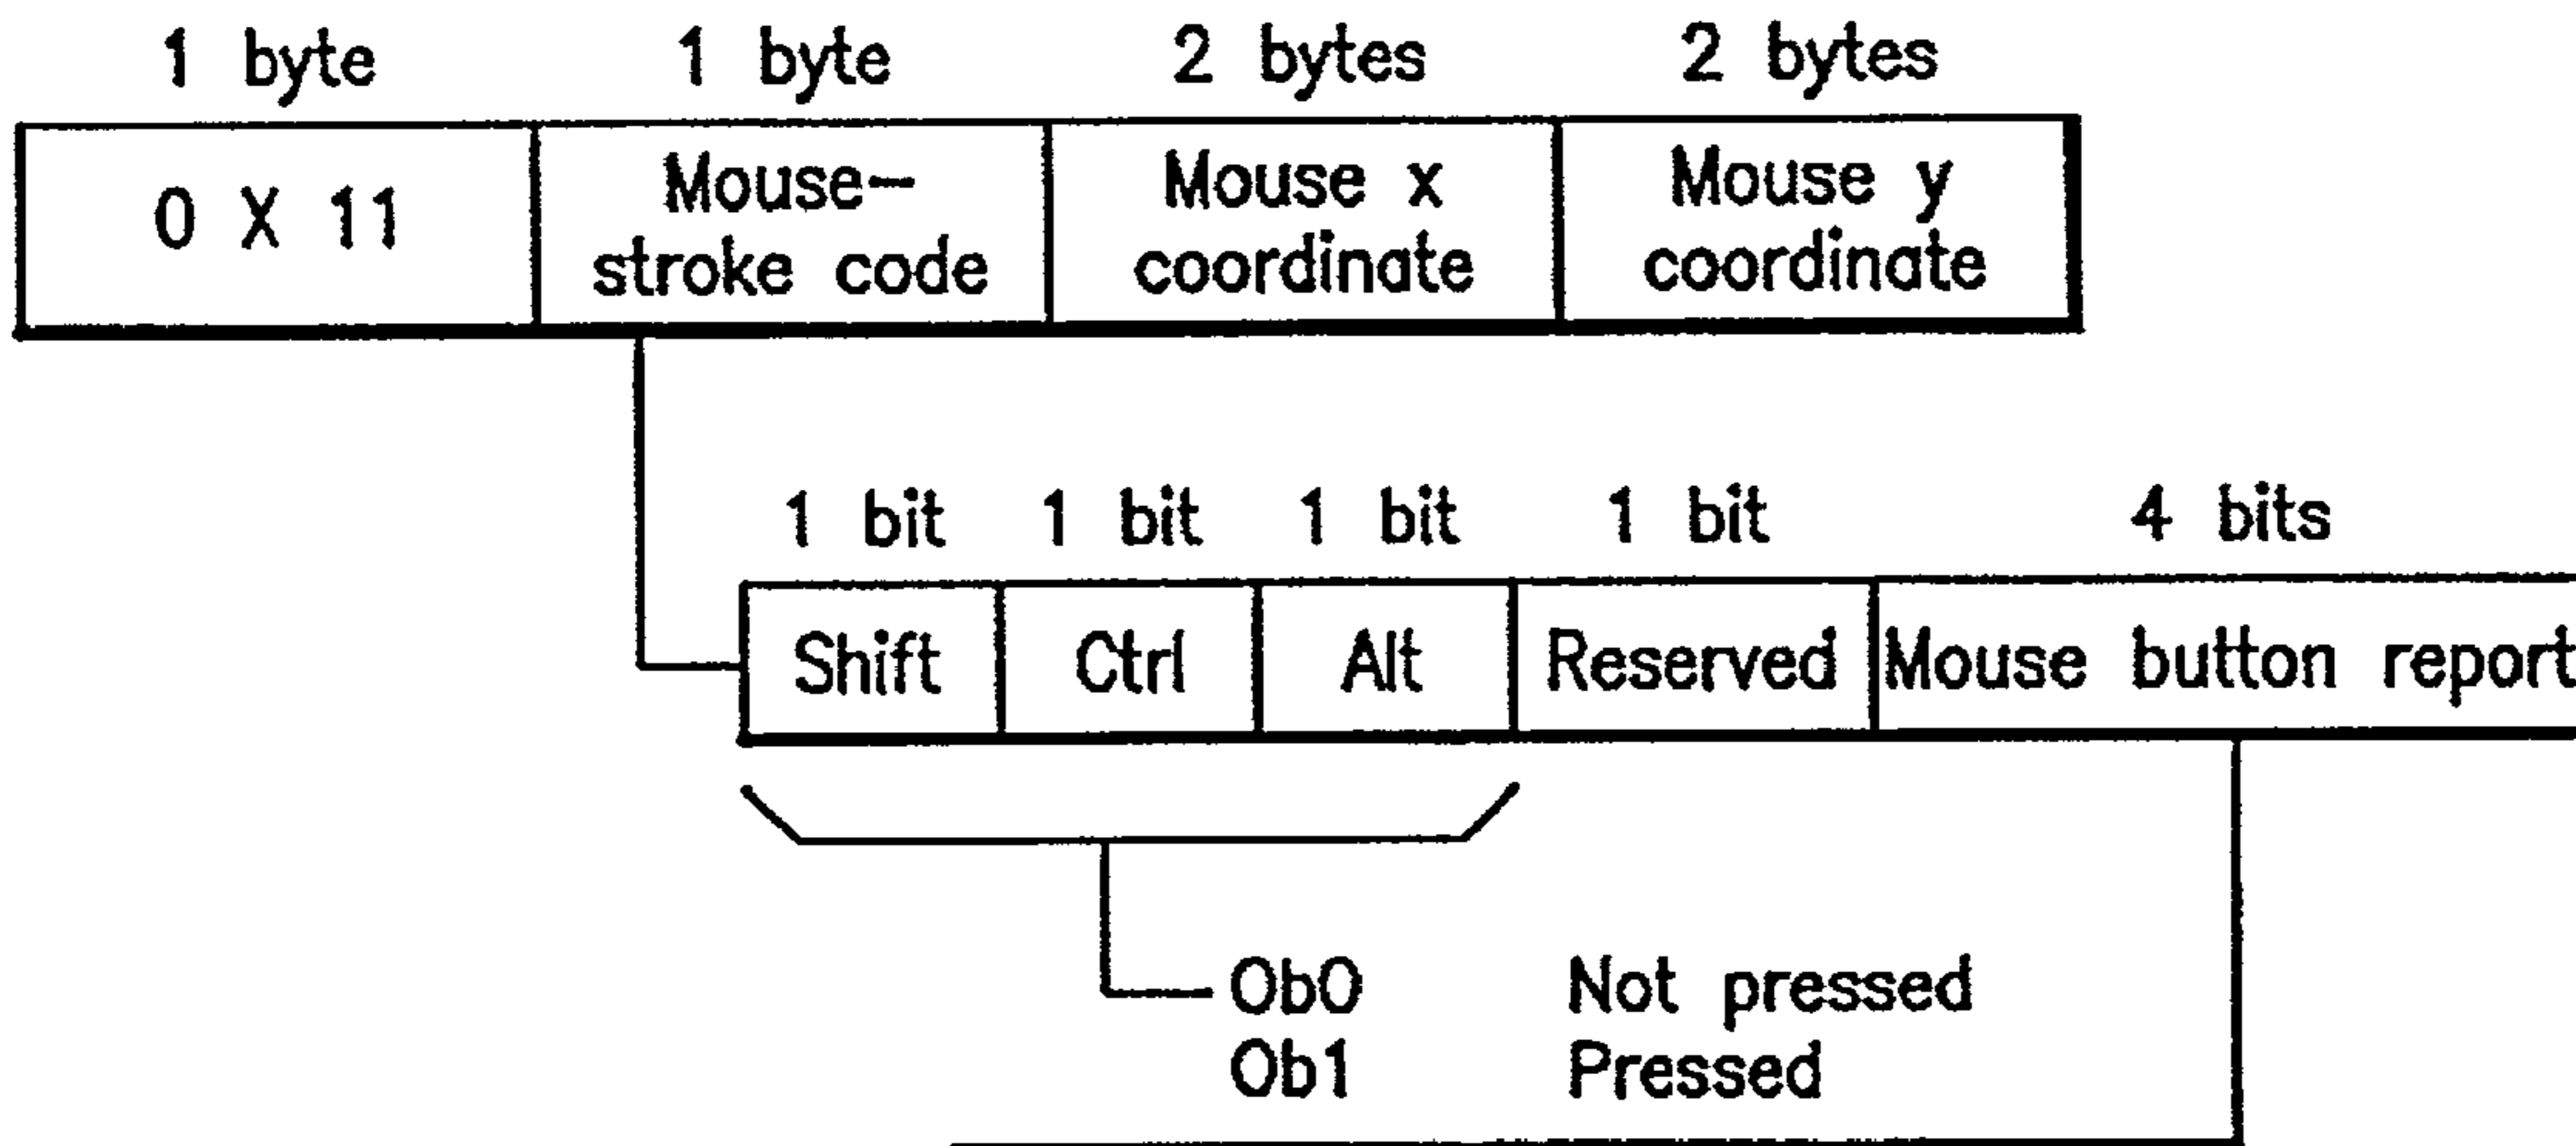 1 byte 1 byte 2 bytes 2 bytes
0 X 11 Mouse- Mouse x Mouse y
stroke code coordinate coordinate
1 bit 1 bit 1 bit 1 bit 4 bits
Shift Ctrl Alt Reserved Mouse button report
0b0 Not pressed
0b1 Pressed